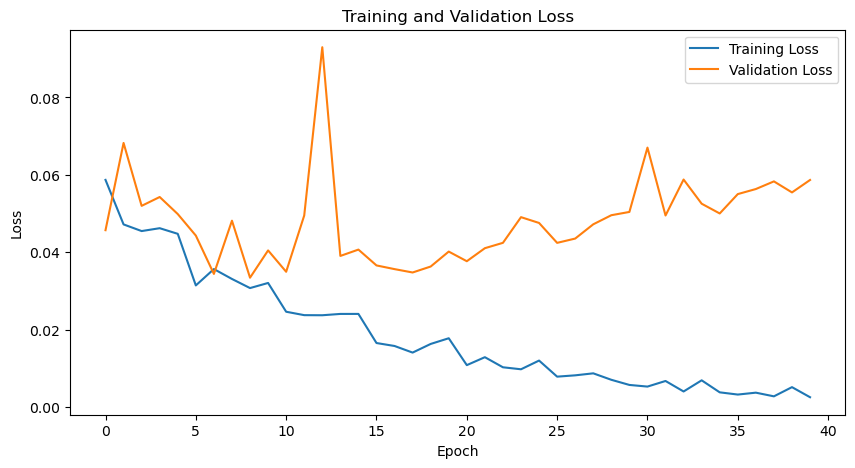 Training and Validation Loss
Training Loss
Validation Loss
0.08
0.06
0.04
0.02
0.00
Loss
0 5 10 15 20 25 30 35 40
Epoch